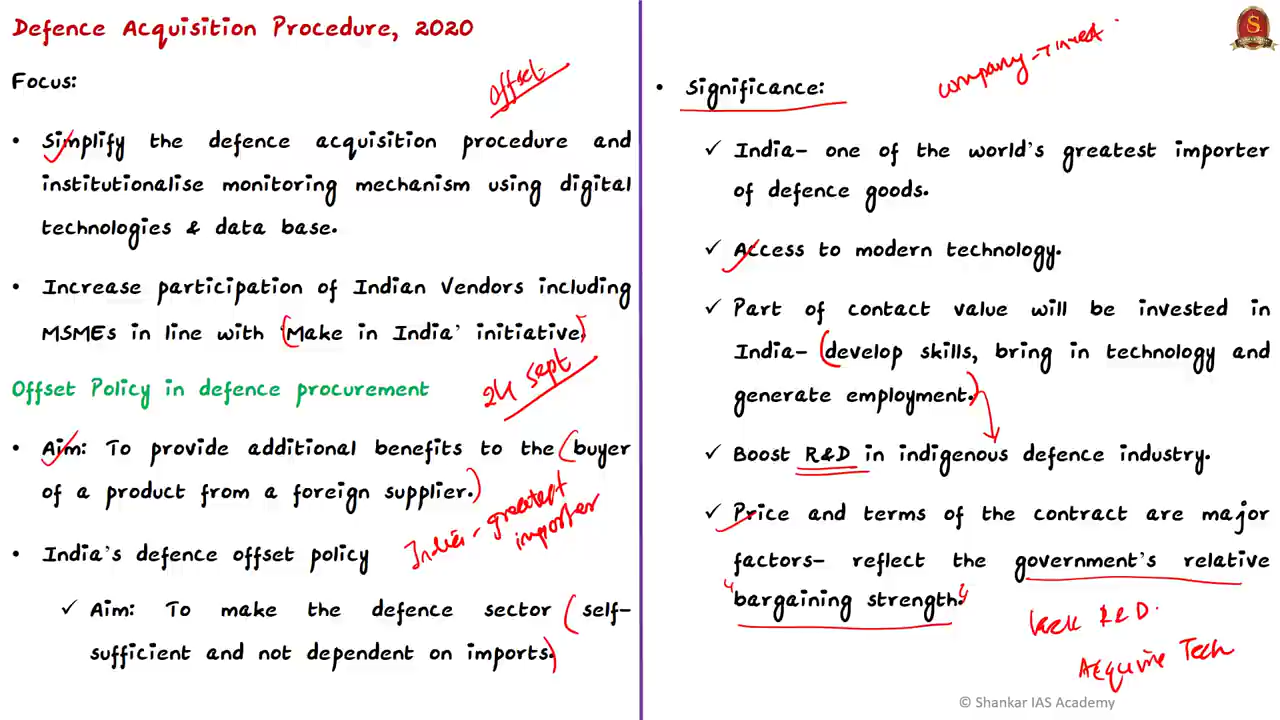 Defence Acquisition Procedure, 2020
Focus:
offset
• Simplify the defence acquisition procedure and
institutionalise monitoring mechanism using digital
technologies & data base.
• Increase participation of Indian Vendors including
MSMEs in line with 'Make in India' initiative.
Offset Policy in defence procurement
24 Sept
• Aim: To provide additional benefits to the buyer
of a product from a foreign supplier.
India - greatest
importer
• India's defence offset policy
✓ Aim: To make the defence sector self-
sufficient and not dependent on imports.
• Significance:
company → invest
✓ India- one of the world's greatest importer
of defence goods.
✓ Access to modern technology.
✓ Part of contact value will be invested in
India- develop skills, bring in technology and
generate employment.
✓ Boost R&D in indigenous defence industry.
✓ Price and terms of the contract are major
factors- reflect the government's relative
bargaining strength.
lack R&D.
Acquire Tech
© Shankar IAS Academy
S